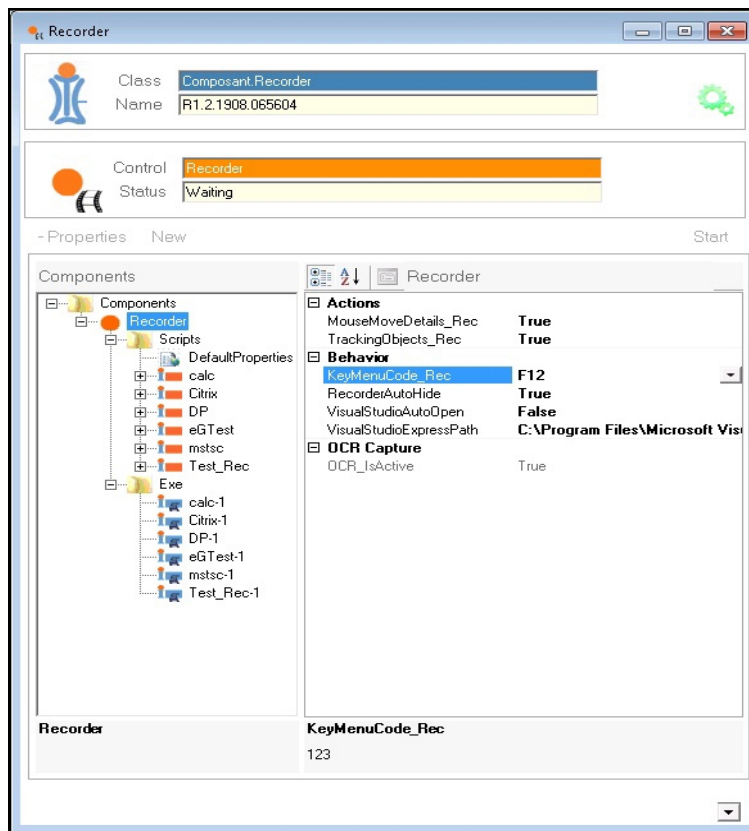 Recorder
Class Composant.Recorder
Name R1.2.1908.065604
Control Recorder
Status Waiting
- Properties New Start
Components
Recorder
Components
Recorder
Scripts
DefaultProperties
calc
Citrix
DP
eGTest
mstsc
Test_Rec
Exe
calc-1
Citrix-1
DP-1
eGTest-1
mstsc-1
Test_Rec-1
Actions
MouseMoveDetails_Rec True
TrackingObjects_Rec True
Behavior
KeyMenuCode_Rec F12
RecorderAutoHide True
VisualStudioAutoOpen False
VisualStudioExpressPath C:\Program Files\Microsoft Vis
OCR Capture
OCR_IsActive True
Recorder
KeyMenuCode_Rec
123